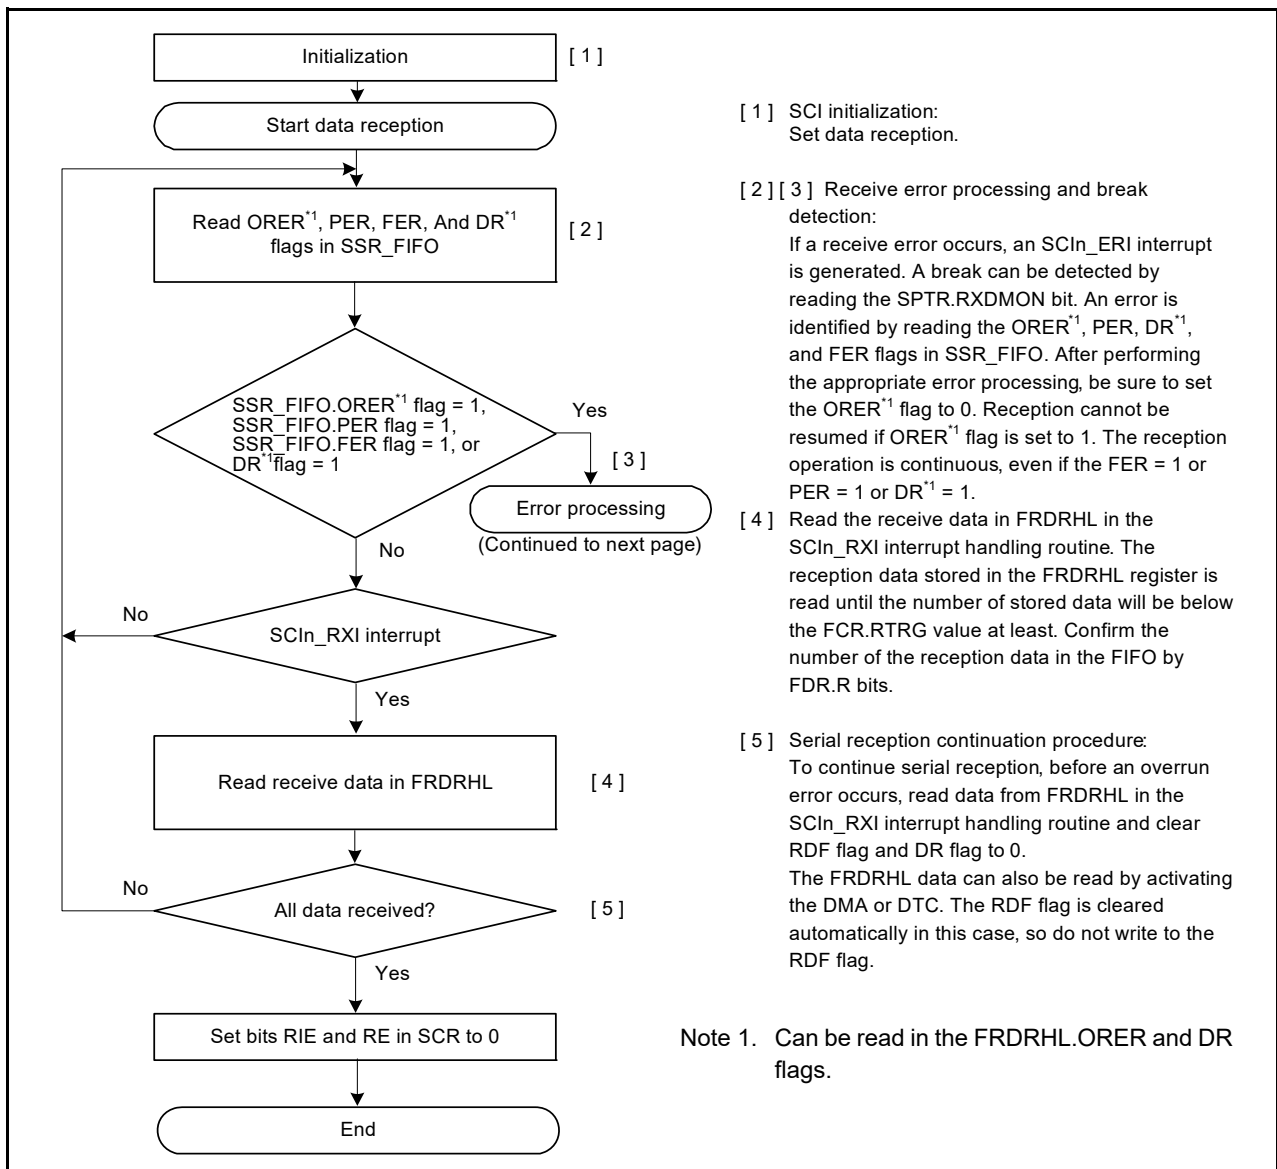 Initialization
[ 1 ]
Start data reception
Read ORER*1, PER, FER, And DR*1
flags in SSR_FIFO
[ 2 ]
SSR_FIFO.ORER*1 flag = 1,
SSR_FIFO.PER flag = 1,
SSR_FIFO.FER flag = 1, or
DR*1flag = 1
Yes
[ 3 ]
Error processing
(Continued to next page)
No
No
SCIn_RXI interrupt
Yes
Read receive data in FRDRHL
[ 4 ]
No
All data received?
[ 5 ]
Yes
Set bits RIE and RE in SCR to 0
End
[ 1 ] SCI initialization:
Set data reception.
[ 2 ] [ 3 ] Receive error processing and break
detection:
If a receive error occurs, an SCIn_ERI interrupt
is generated. A break can be detected by
reading the SPTR.RXDMON bit. An error is
identified by reading the ORER*1, PER, DR*1,
and FER flags in SSR_FIFO. After performing
the appropriate error processing, be sure to set
the ORER*1 flag to 0. Reception cannot be
resumed if ORER*1 flag is set to 1. The reception
operation is continuous, even if the FER = 1 or
PER = 1 or DR*1 = 1.
[ 4 ] Read the receive data in FRDRHL in the
SCIn_RXI interrupt handling routine. The
reception data stored in the FRDRHL register is
read until the number of stored data will be below
the FCR.RTRG value at least. Confirm the
number of the reception data in the FIFO by
FDR.R bits.
[ 5 ] Serial reception continuation procedure:
To continue serial reception, before an overrun
error occurs, read data from FRDRHL in the
SCIn_RXI interrupt handling routine and clear
RDF flag and DR flag to 0.
The FRDRHL data can also be read by activating
the DMA or DTC. The RDF flag is cleared
automatically in this case, so do not write to the
RDF flag.
Note 1. Can be read in the FRDRHL.ORER and DR
flags.